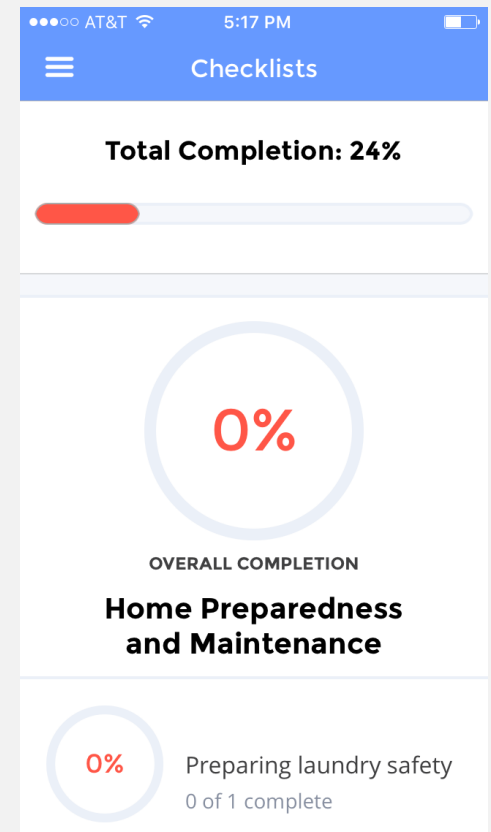 AT&T 5:17 PM
Checklists
Total Completion: 24%
0%
OVERALL COMPLETION
Home Preparedness
and Maintenance
0%
Preparing laundry safety
0 of 1 complete